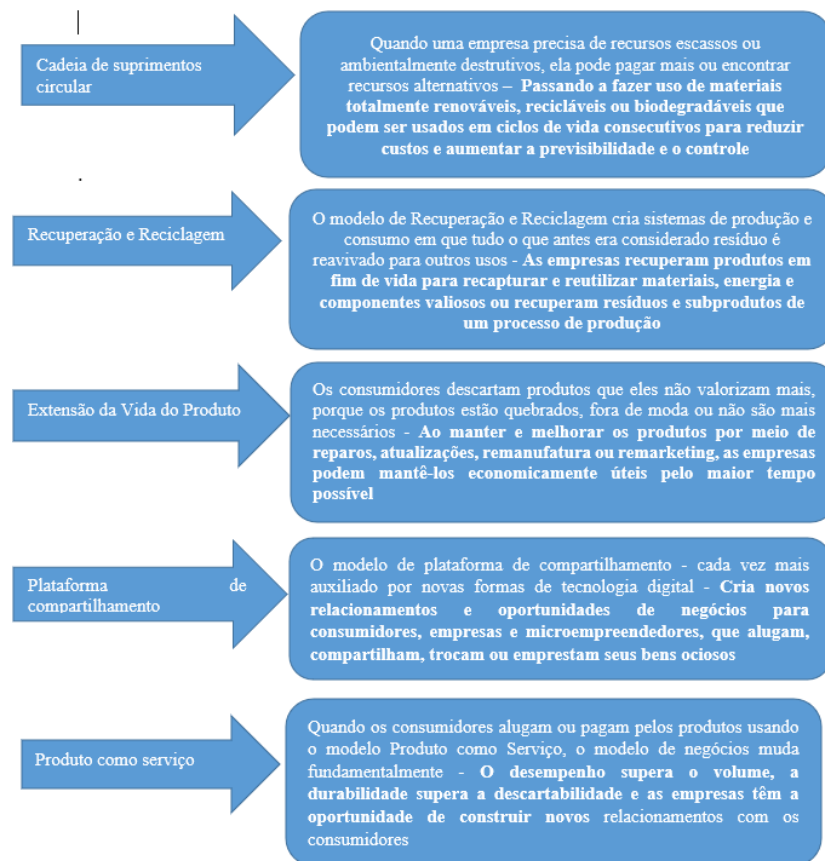 Cadeia de suprimentos
circular
Quando uma empresa precisa de recursos escassos ou
ambientalmente destrutivos, ela pode pagar mais ou encontrar
recursos alternativos – Passando a fazer uso de materiais
totalmente renováveis, recicláveis ou biodegradáveis que
podem ser usados em ciclos de vida consecutivos para reduzir
custos e aumentar a previsibilidade e o controle
.
Recuperação e Reciclagem
O modelo de Recuperação e Reciclagem cria sistemas de produção e
consumo em que tudo o que antes era considerado resíduo é
reavivado para outros usos - As empresas recuperam produtos em
fim de vida para recapturar e reutilizar materiais, energia e
componentes valiosos ou recuperam resíduos e subprodutos de
um processo de produção
Extensão da Vida do Produto
Os consumidores descartam produtos que eles não valorizam mais,
porque os produtos estão quebrados, fora de moda ou não são mais
necessários - Ao manter e melhorar os produtos por meio de
reparos, atualizações, remanufatura ou remarketing, as empresas
podem mantê-los economicamente úteis pelo maior tempo
possível
Plataforma de
compartilhamento
O modelo de plataforma de compartilhamento - cada vez mais
auxiliado por novas formas de tecnologia digital - Cria novos
relacionamentos e oportunidades de negócios para
consumidores, empresas e microempreendedores, que alugam,
compartilham, trocam ou emprestam seus bens ociosos
Produto como serviço
Quando os consumidores alugam ou pagam pelos produtos usando
o modelo Produto como Serviço, o modelo de negócios muda
fundamentalmente - O desempenho supera o volume, a
durabilidade supera a descartabilidade e as empresas têm a
oportunidade de construir novos relacionamentos com os
consumidores